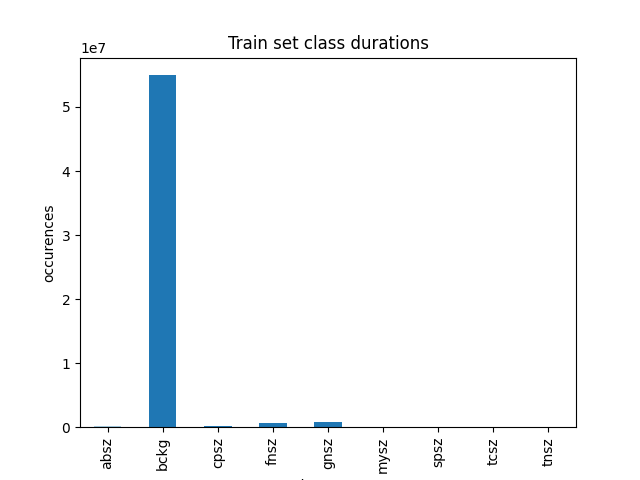 Train set class durations
1e7
5
4
3
2
1
0
occurences
absz
bckg
cpsz
fnsz
gnsz
mysz
spsz
tcsz
tnsz